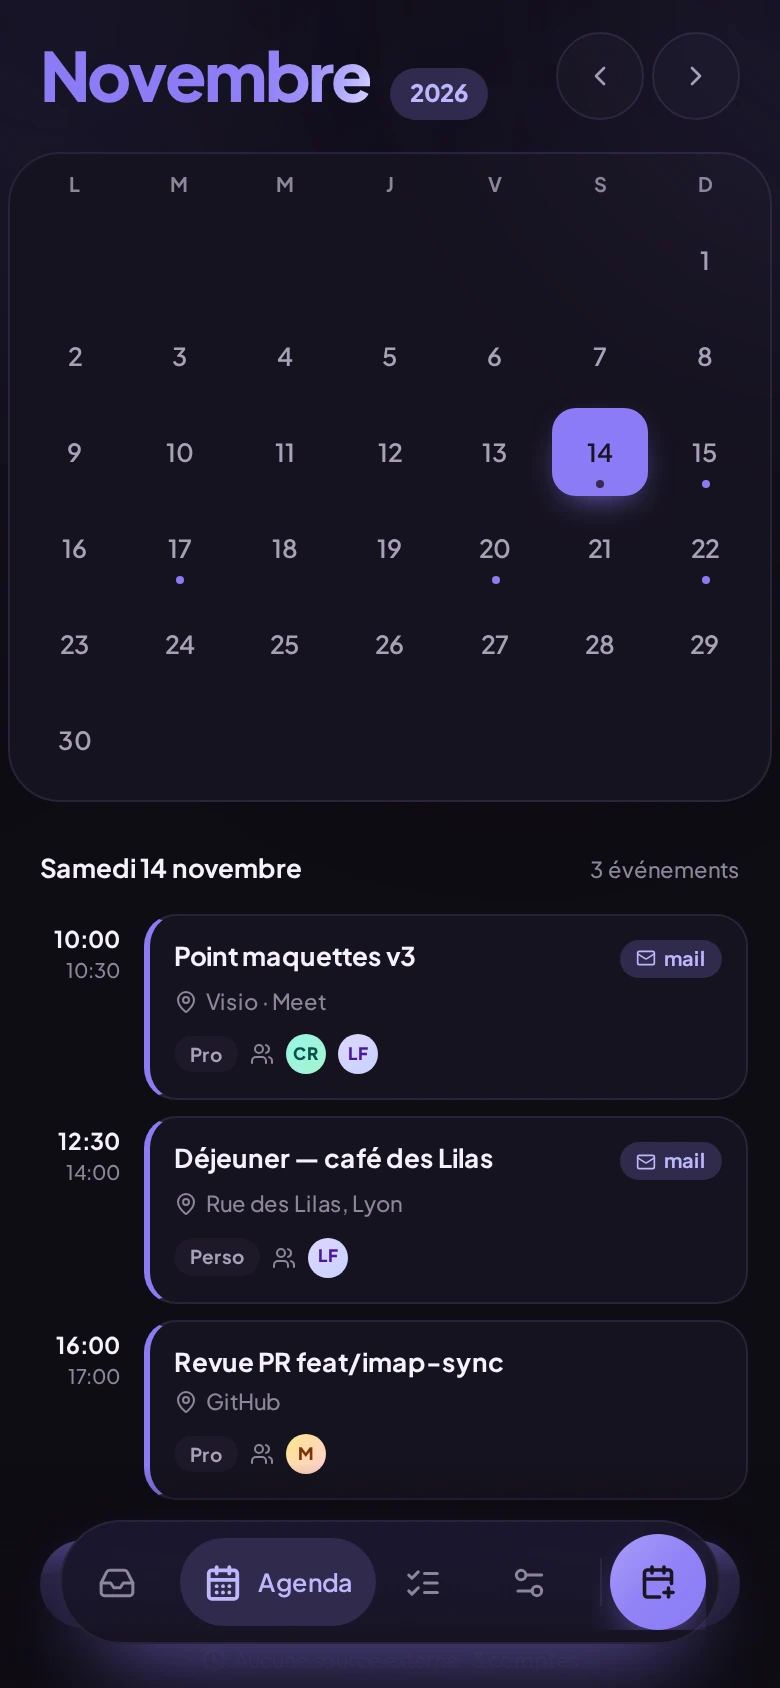 Novembre 2026
L M M J V S D
1
2 3 4 5 6 7 8
9 10 11 12 13 14 15
16 17 18 19 20 21 22
23 24 25 26 27 28 29
30
Samedi 14 novembre 3 événements
10:00 Point maquettes v3 mail
10:30 Visio · Meet
Pro CR LF
12:30 Déjeuner — café des Lilas mail
14:00 Rue des Lilas, Lyon
Perso LF
16:00 Revue PR feat/imap-sync
17:00 GitHub
Pro M
Agenda
Aucune source externe